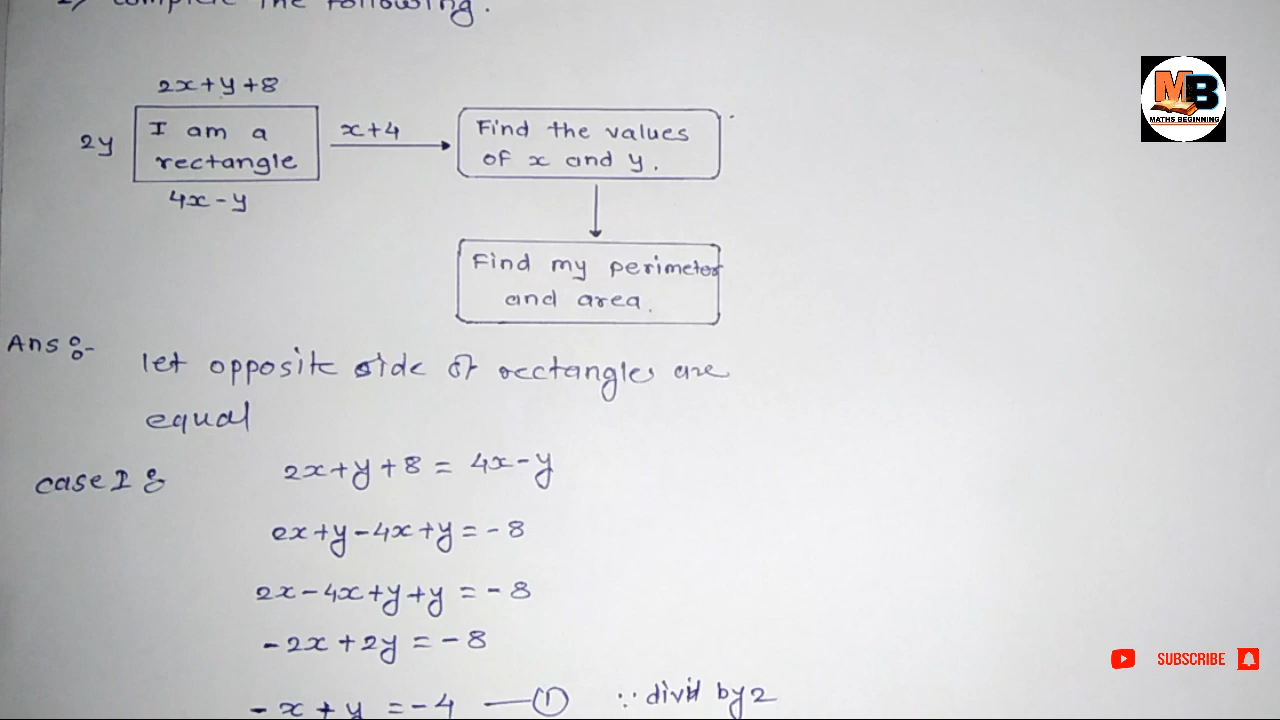 2) Complete the following.
2x+y+8
2y
I am a
rectangle
4x-y
x+4
Find the values
of x and y.
Find my perimeter
and area.
Ans:-
let opposite side of rectangles are
equal
case I :
2x+y+8 = 4x-y
2x+y-4x+y = -8
2x-4x+y+y = -8
-2x+2y = -8
-x+y = -4 —① ∵ divid by 2
MB
MATHS BEGINNING
SUBSCRIBE